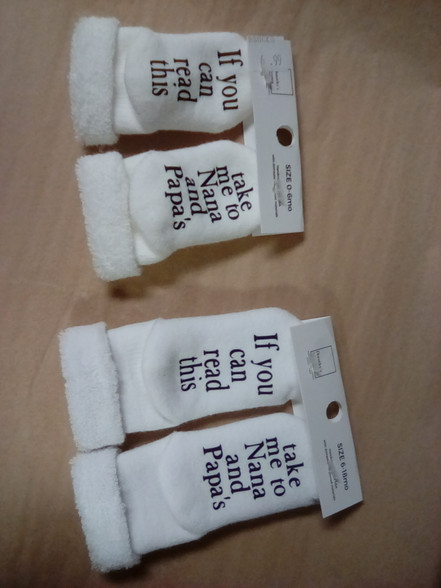 If you
can
read
this
take
me to
Nana
and
Papa's
SIZE 0-6mo
If you
can
read
this
take
me to
Nana
and
Papa's
SIZE 6-18mo